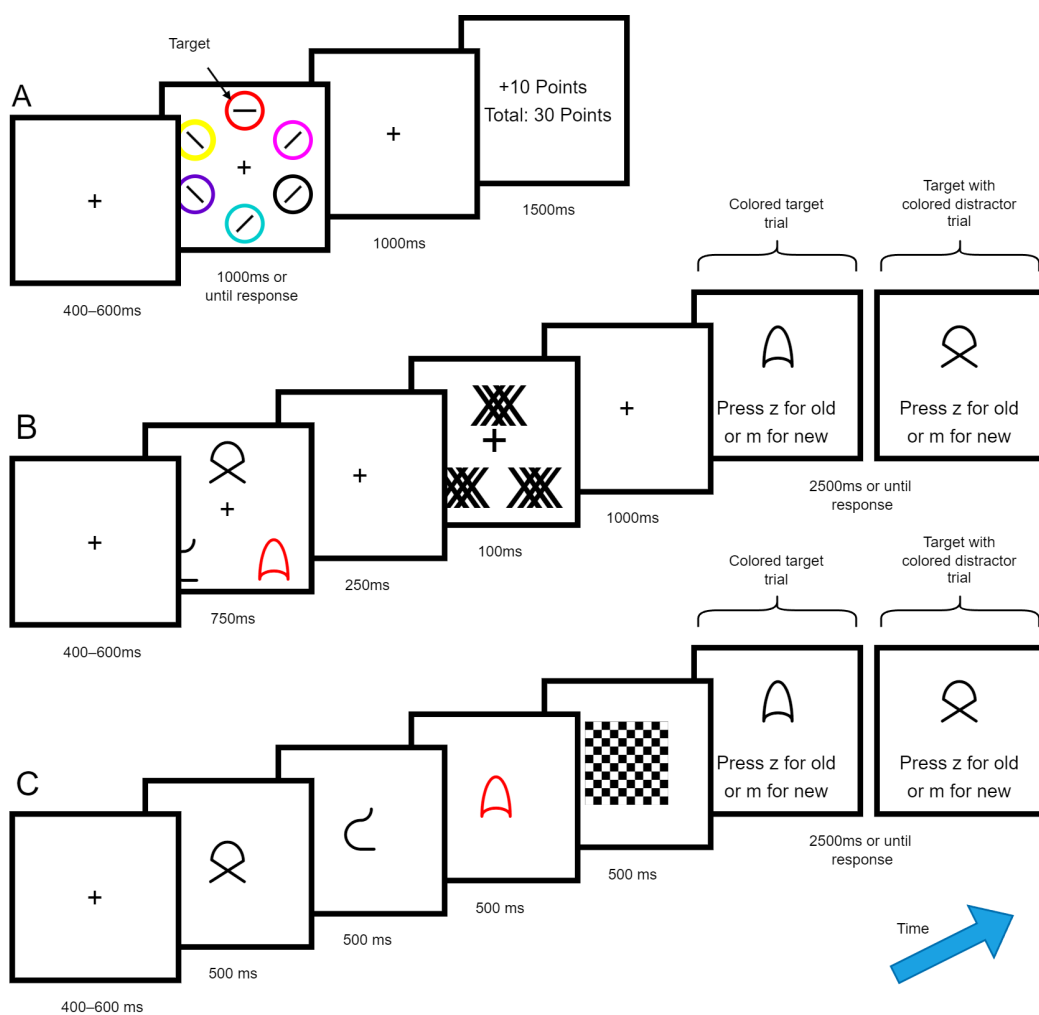 A
Target
+10 Points
Total: 30 Points
400–600ms
1000ms or
until response
1000ms
1500ms
B
Colored target
trial
Target with
colored distractor
trial
Press z for old
or m for new
Press z for old
or m for new
400–600ms
750ms
250ms
100ms
1000ms
2500ms or until
response
C
Colored target
trial
Target with
colored distractor
trial
Press z for old
or m for new
Press z for old
or m for new
400–600 ms
500 ms
500 ms
500 ms
500 ms
2500ms or until
response
Time